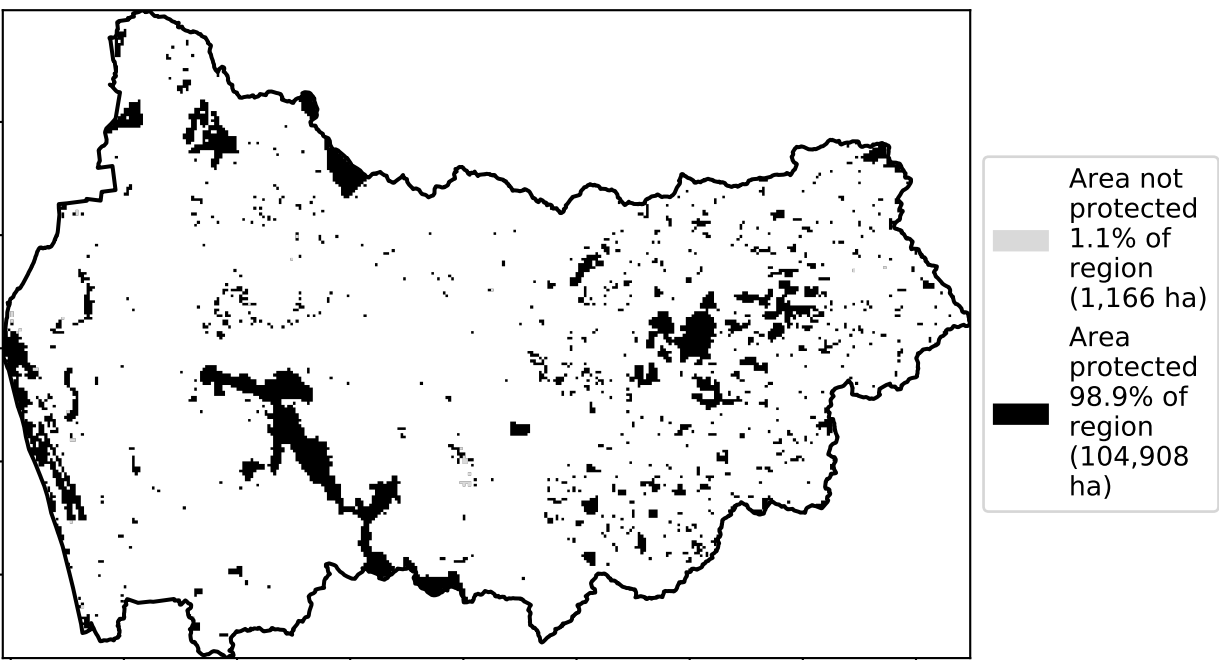 Area not
protected
1.1% of
region
(1,166 ha)
Area
protected
98.9% of
region
(104,908
ha)